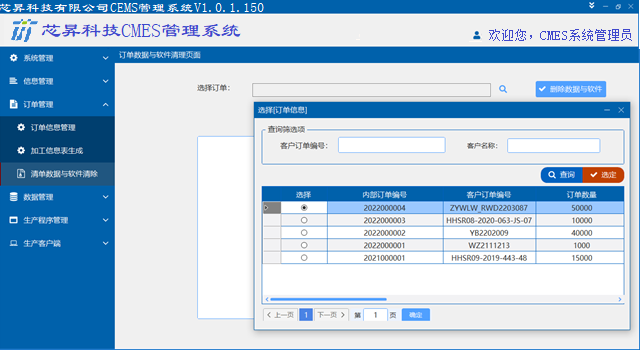 芯昇科技有限公司CEMS管理系统V1.0.1.150
芯昇科技CMES管理系统
欢迎您，CMES系统管理员
系统管理
信息管理
订单管理
订单信息管理
加工信息表生成
清单数据与软件清除
数据管理
生产程序管理
生产客户端
订单数据与软件清理页面
选择订单：
删除数据与软件
选择[订单信息]
查询筛选项
客户订单编号：
客户名称：
查询
选定
选择 内部订单编号 客户订单编号 订单数量
2022000004 ZYWLW_RWD2203087 50000
2022000003 HHSR08-2020-063-JS-07 10000
2022000002 YB2202009 40000
2022000001 WZ2111213 1000
2021000001 HHSR09-2019-443-48 15000
上一页 1 下一页 第 1 页 确定